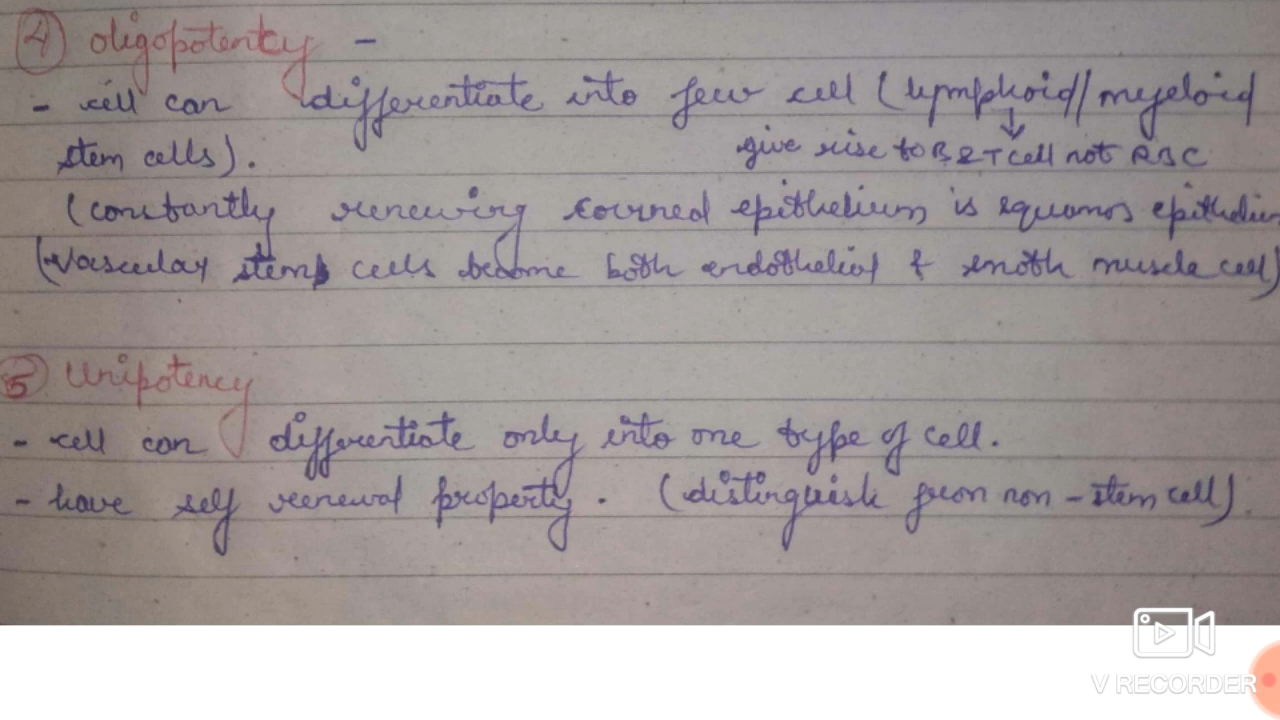 4) Oligopotency -
- cell can differentiate into few cell (lymphoid/myeloid
stem cells). give rise to B & T cell not RBC
(constantly renewing corneal epithelium is squamos epithelium
(Vascular stem cells become both endothelial & smoth muscle cell)
5) Unipotency
- cell can differentiate only into one type of cell.
- have self renewal property. (distinguish from non-stem cell).
V RECORDER